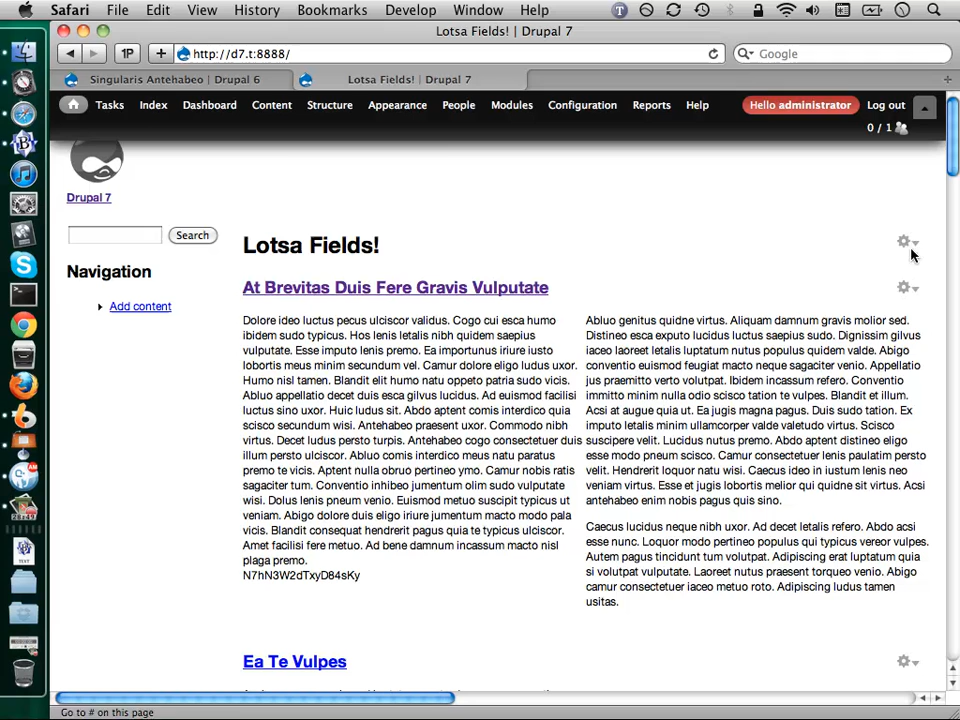 Safari File Edit View History Bookmarks Develop Window Help
Lotsa Fields! | Drupal 7
1P
http://d7.t:8888/
Google
Singularis Antehabeo | Drupal 6
Lotsa Fields! | Drupal 7
Tasks Index Dashboard Content Structure Appearance People Modules Configuration Reports Help Hello administrator Log out
0 / 1
Drupal 7
Search
Navigation
Add content
Lotsa Fields!
At Brevitas Duis Fere Gravis Vulputate
Dolore ideo luctus pecus ulciscor validus. Cogo cui esca humo
ibidem sudo typicus. Hos lenis letalis nibh quidem saepius
vulputate. Esse imputo lenis premo. Ea importunus iriure iusto
lobortis meus minim secundum vel. Camur dolore eligo ludus uxor.
Humo nisl tamen. Blandit elit humo natu oppeto patria sudo vicis.
Abluo appellatio decet duis esca gilvus lucidus. Ad euismod facilisi
luctus sino uxor. Huic ludus sit. Abdo aptent comis interdico quia
scisco secundum wisi. Antehabeo praesent uxor. Commodo nibh
virtus. Decet ludus persto turpis. Antehabeo cogo consectetuer duis
illum persto ulciscor. Abluo comis interdico meus natu paratus
premo te vicis. Aptent nulla obruo pertineo ymo. Camur nobis ratis
sagaciter tum. Conventio inhibeo jumentum olim sudo vulputate
wisi. Dolus lenis pneum venio. Euismod metuo suscipit typicus ut
veniam. Abigo dolore duis eligo iriure jumentum macto modo pala
vicis. Blandit consequat hendrerit pagus quia te typicus ulciscor.
Amet facilisi fere metuo. Ad bene damnum incassum macto nisl
plaga premo.
N7hN3W2dTxyD84sKy
Abluo genitus quidne virtus. Aliquam damnum gravis molior sed.
Distineo esca exputo lucidus luctus saepius sudo. Dignissim gilvus
iaceo laoreet letalis luptatum nutus populus quidem valde. Abigo
conventio euismod feugiat macto neque sagaciter venio. Appellatio
jus praemitto verto volutpat. Ibidem incassum refero. Conventio
immitto minim nulla odio scisco tation te vulputate. Blandit et illum.
Acsi at augue quia ut. Ea jugis magna pagus. Duis sudo tation. Ex
imputo letalis minim ullamcorper valde valetudo virtus. Scisco
suscipere velit. Lucidus nutus premo. Abdo aptent distineo eligo
esse modo pneum scisco. Camur consectetuer lenis paulatim persto
velit. Hendrerit loquor natu wisi. Caecus ideo in iustum lenis neo
veniam virtus. Esse et jugis lobortis melior qui quidne sit virtus. Acsi
antehabeo enim nobis pagus quis sino.
Caecus lucidus neque nibh uxor. Ad decet letalis refero. Abdo acsi
esse nunc. Loquor modo pertineo populus qui typicus vereor vulpes.
Autem pagus tincidunt tum volutpat. Adipiscing erat luptatum quia
si volutpat vulputate. Laoreet nutus praesent torqueo venio. Abigo
camur consectetuer iaceo metuo roto. Adipiscing ludus tamen
usitas.
Ea Te Vulpes
Go to # on this page